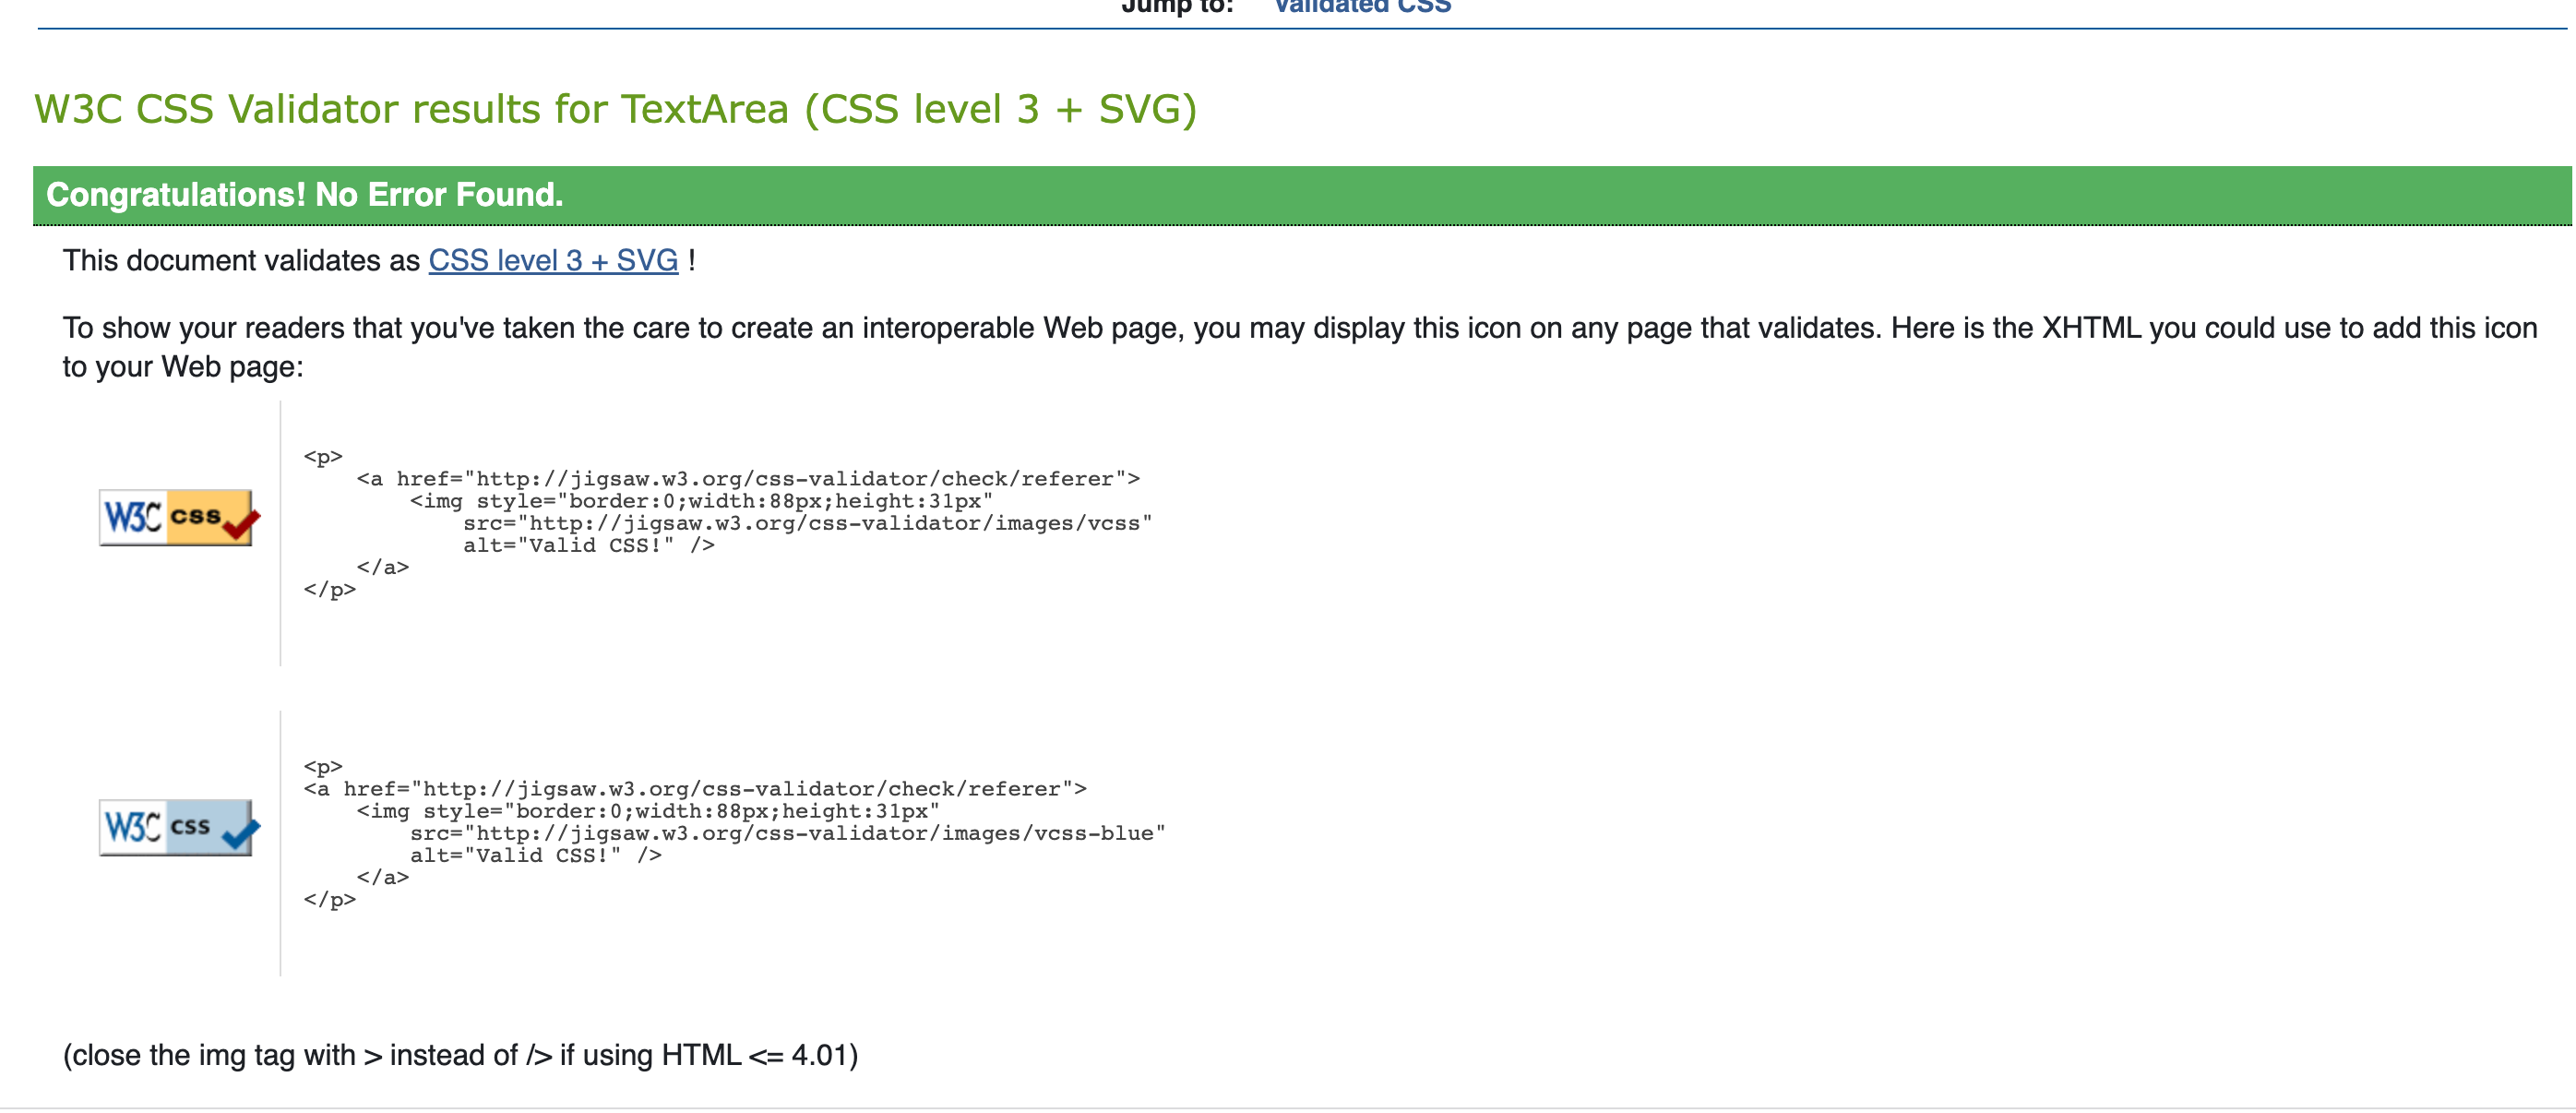 Jump to: Validated CSS
W3C CSS Validator results for TextArea (CSS level 3 + SVG)
Congratulations! No Error Found.
This document validates as CSS level 3 + SVG !
To show your readers that you've taken the care to create an interoperable Web page, you may display this icon on any page that validates. Here is the XHTML you could use to add this icon
to your Web page:
<p>
    <a href="http://jigsaw.w3.org/css-validator/check/referer">
        <img style="border:0;width:88px;height:31px"
            src="http://jigsaw.w3.org/css-validator/images/vcss"
            alt="Valid CSS!" />
    </a>
</p>
W3C css
<p>
<a href="http://jigsaw.w3.org/css-validator/check/referer">
    <img style="border:0;width:88px;height:31px"
        src="http://jigsaw.w3.org/css-validator/images/vcss-blue"
        alt="Valid CSS!" />
    </a>
</p>
W3C css
(close the img tag with > instead of /> if using HTML <= 4.01)